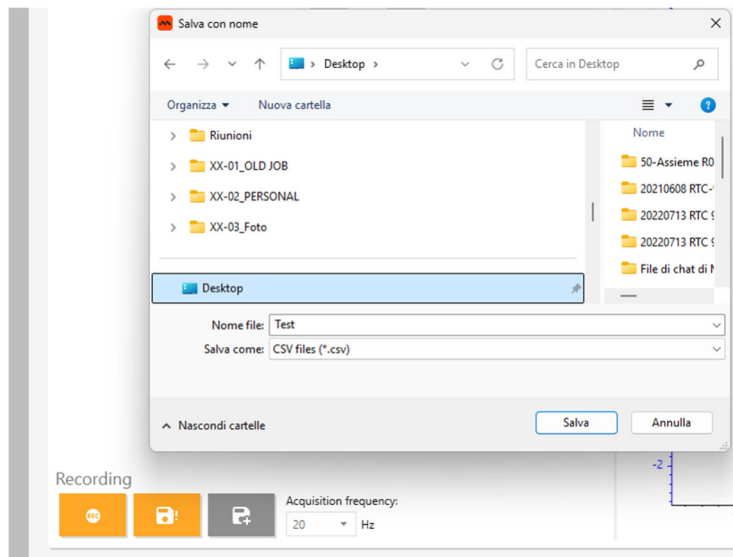 Salva con nome
Desktop
Cerca in Desktop
Organizza
Nuova cartella
Riunioni
XX-01_OLD JOB
XX-02_PERSONAL
XX-03_Foto
Desktop
Nome
50-Assieme R0
20210608 RTC-
20220713 RTC 9
20220713 RTC 9
File di chat di
Nome file: Test
Salva come: CSV files (*.csv)
Nascondi cartelle
Salva
Annulla
-2
Recording
REC
Acquisition frequency:
20 Hz